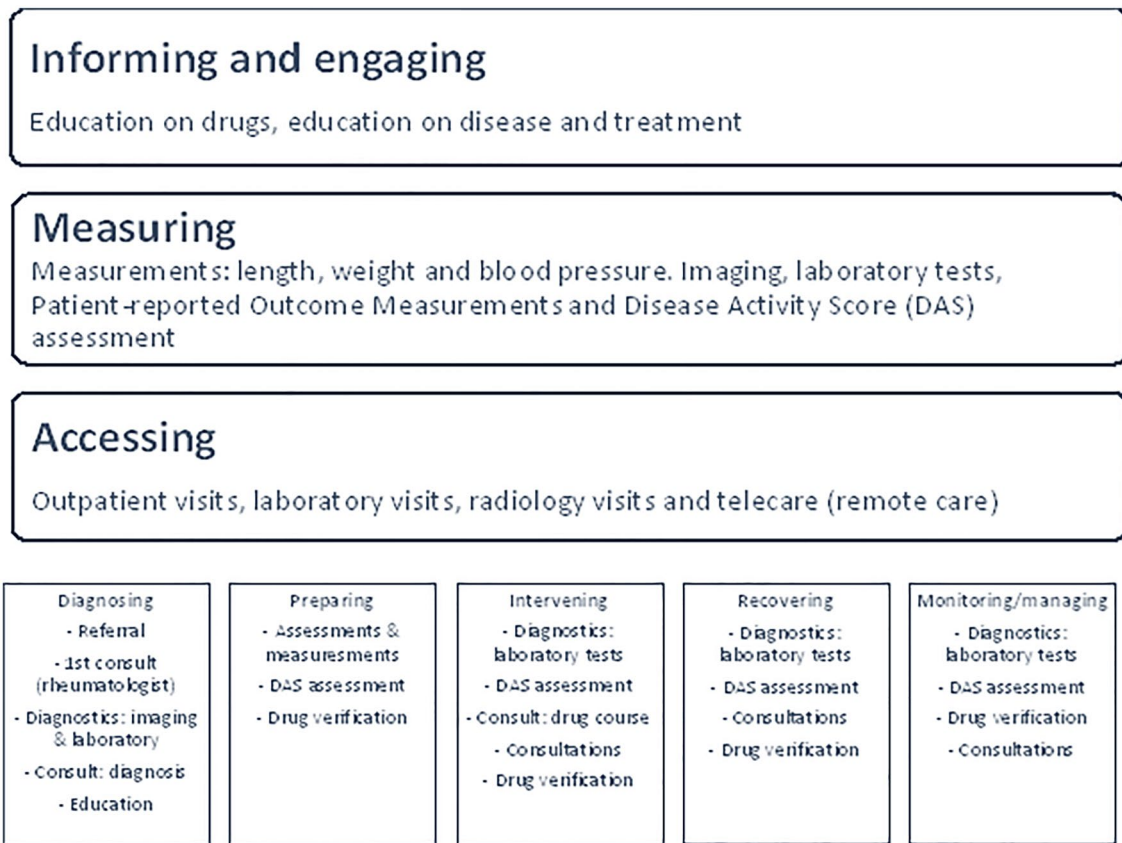 Informing and engaging
Education on drugs, education on disease and treatment
Measuring
Measurements: length, weight and blood pressure. Imaging, laboratory tests,
Patient-reported Outcome Measurements and Disease Activity Score (DAS)
assessment
Accessing
Outpatient visits, laboratory visits, radiology visits and telecare (remote care)
Diagnosing
- Referral
- 1st consult
(rheumatologist)
- Diagnostics: imaging
& laboratory
- Consult: diagnosis
- Education
Preparing
- Assessments &
measuresments
- DAS assessment
- Drug verification
Intervening
- Diagnostics:
laboratory tests
- DAS assessment
- Consult: drug course
- Consultations
- Drug verification
Recovering
- Diagnostics:
laboratory tests
- DAS assessment
- Consultations
- Drug verification
Monitoring/managing
- Diagnostics:
laboratory tests
- DAS assessment
- Drug verification
- Consultations